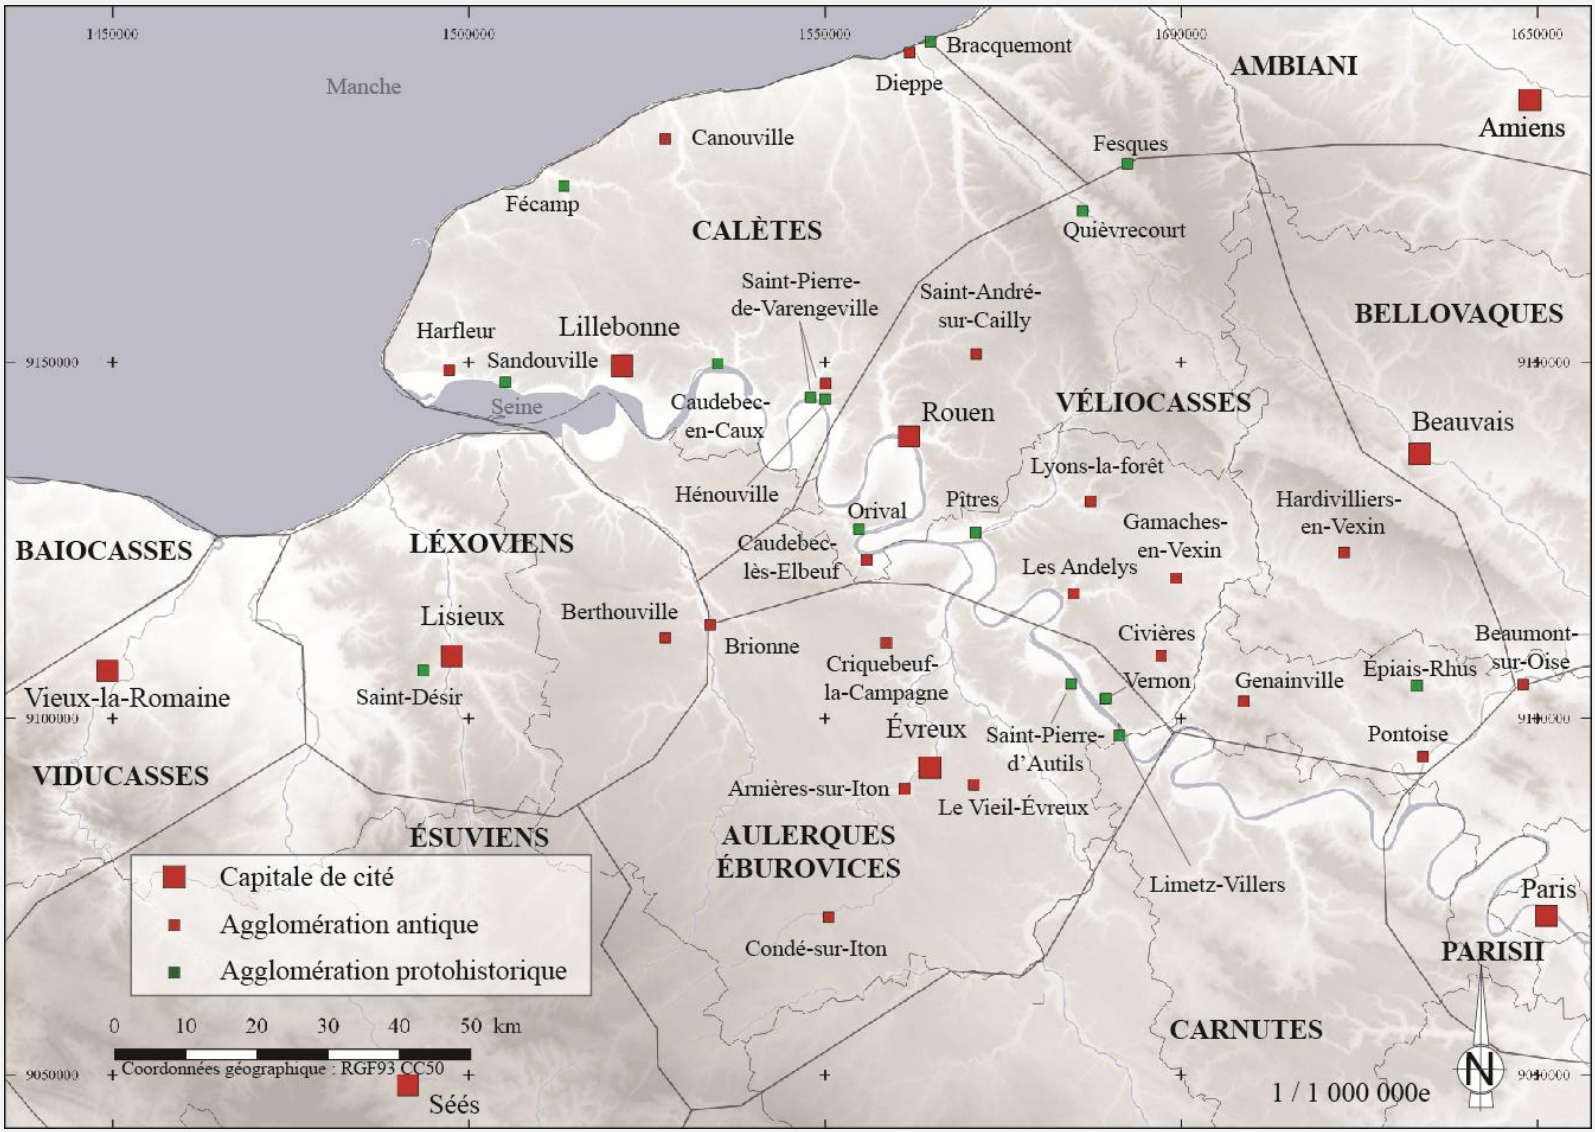 1450000
1500000
1550000
1600000
1650000
Bracquemont
AMBIANI
Manche
Dieppe
Amiens
Canouville
Fesques
Fécamp
CALÈTES
Quièvrecourt
Saint-Pierre-
de-Varengeville
Saint-André-
sur-Cailly
BELLOVAQUES
Harfleur
Lillebonne
9150000
Sandouville
9150000
Seine
Caudebec-
en-Caux
Rouen
VÉLIOCASSES
Beauvais
Lyons-la-forêt
Hénouville
Orival
Pîtres
Hardivilliers-
en-Vexin
Gamaches-
en-Vexin
BAIOCASSES
LÉXOVIENS
Caudebec-
lès-Elbeuf
Les Andelys
Lisieux
Berthouville
Brionne
Civières
Beaumont-
sur-Oise
Criquebeuf-
la-Campagne
Vernon
Genainville
Epiais-Rhus
Vieux-la-Romaine
Saint-Désir
9100000
9100000
Évreux
Saint-Pierre-
d’Autils
Pontoise
VIDUCASSES
Arnières-sur-Iton
Le Vieil-Évreux
ÉSUVIENS
AULERQUES
ÉBUROVICES
Limetz-Villers
Paris
Capitale de cité
Agglomération antique
Agglomération protohistorique
Condé-sur-Iton
PARISII
0 10 20 30 40 50 km
CARNUTES
Coordonnées géographique : RGF93 CC50
9050000
9050000
N
1 / 1 000 000e
Séés